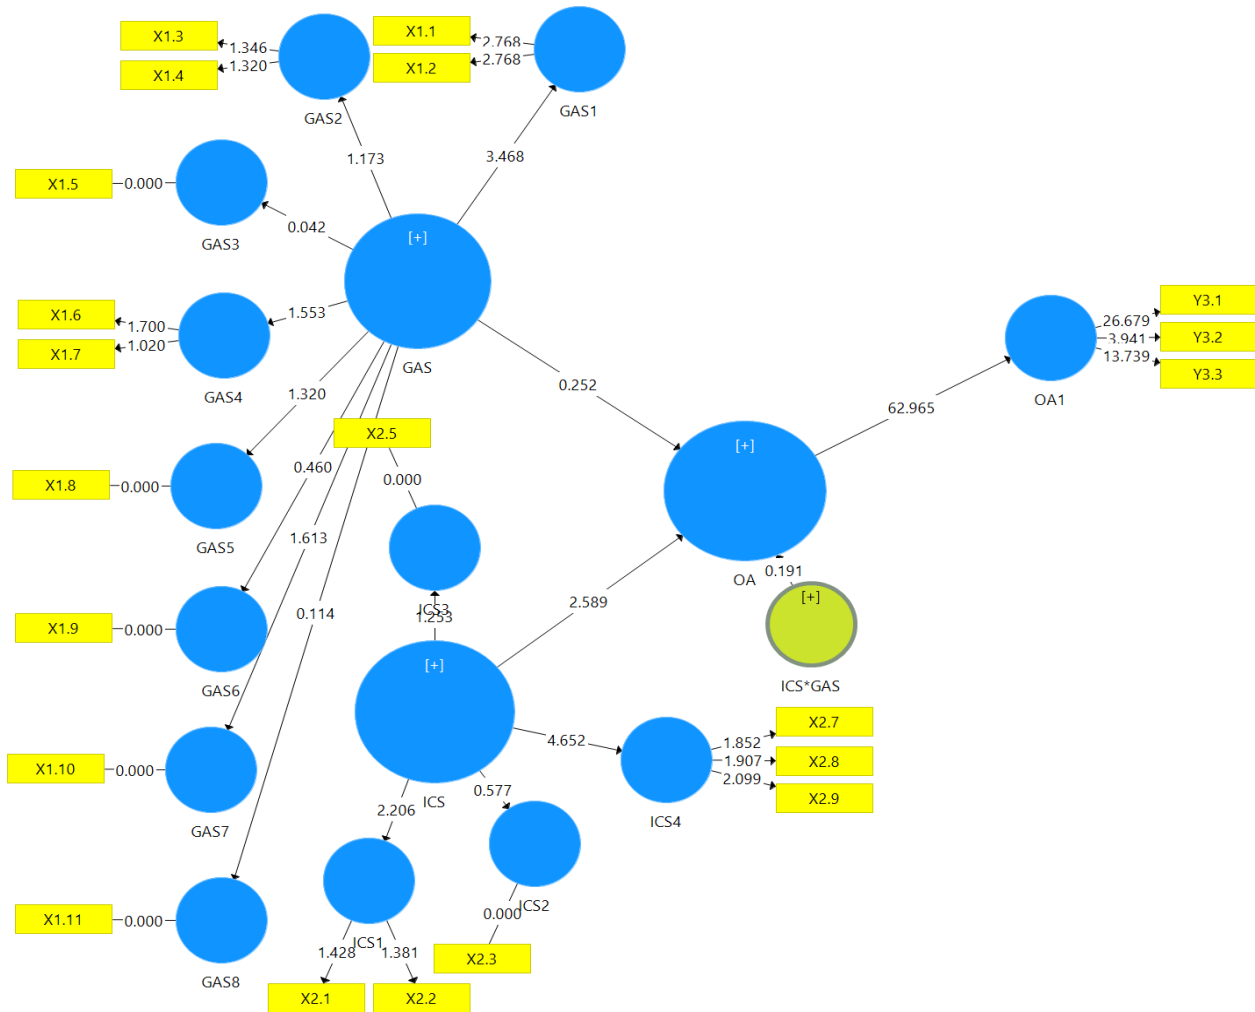 X1.3
X1.4
1.346
1.320
GAS2
X1.1
X1.2
2.768
2.768
GAS1
1.173
3.468
X1.5
0.000
GAS3
0.042
[+]
GAS
X1.6
X1.7
1.700
1.020
GAS4
1.553
1.320
X1.8
0.000
GAS5
X2.5
0.000
0.460
1.613
0.114
X1.9
0.000
GAS6
X1.10
0.000
GAS7
X1.11
0.000
GAS8
0.252
[+]
OA
62.965
OA1
26.679
3.941
13.739
Y3.1
Y3.2
Y3.3
0.191
[+]
ICS*GAS
2.589
ICS3
1.253
[+]
ICS
4.652
ICS4
1.852
1.907
2.099
X2.7
X2.8
X2.9
2.206
0.577
ICS1
1.428
1.381
X2.1
X2.2
ICS2
0.000
X2.3